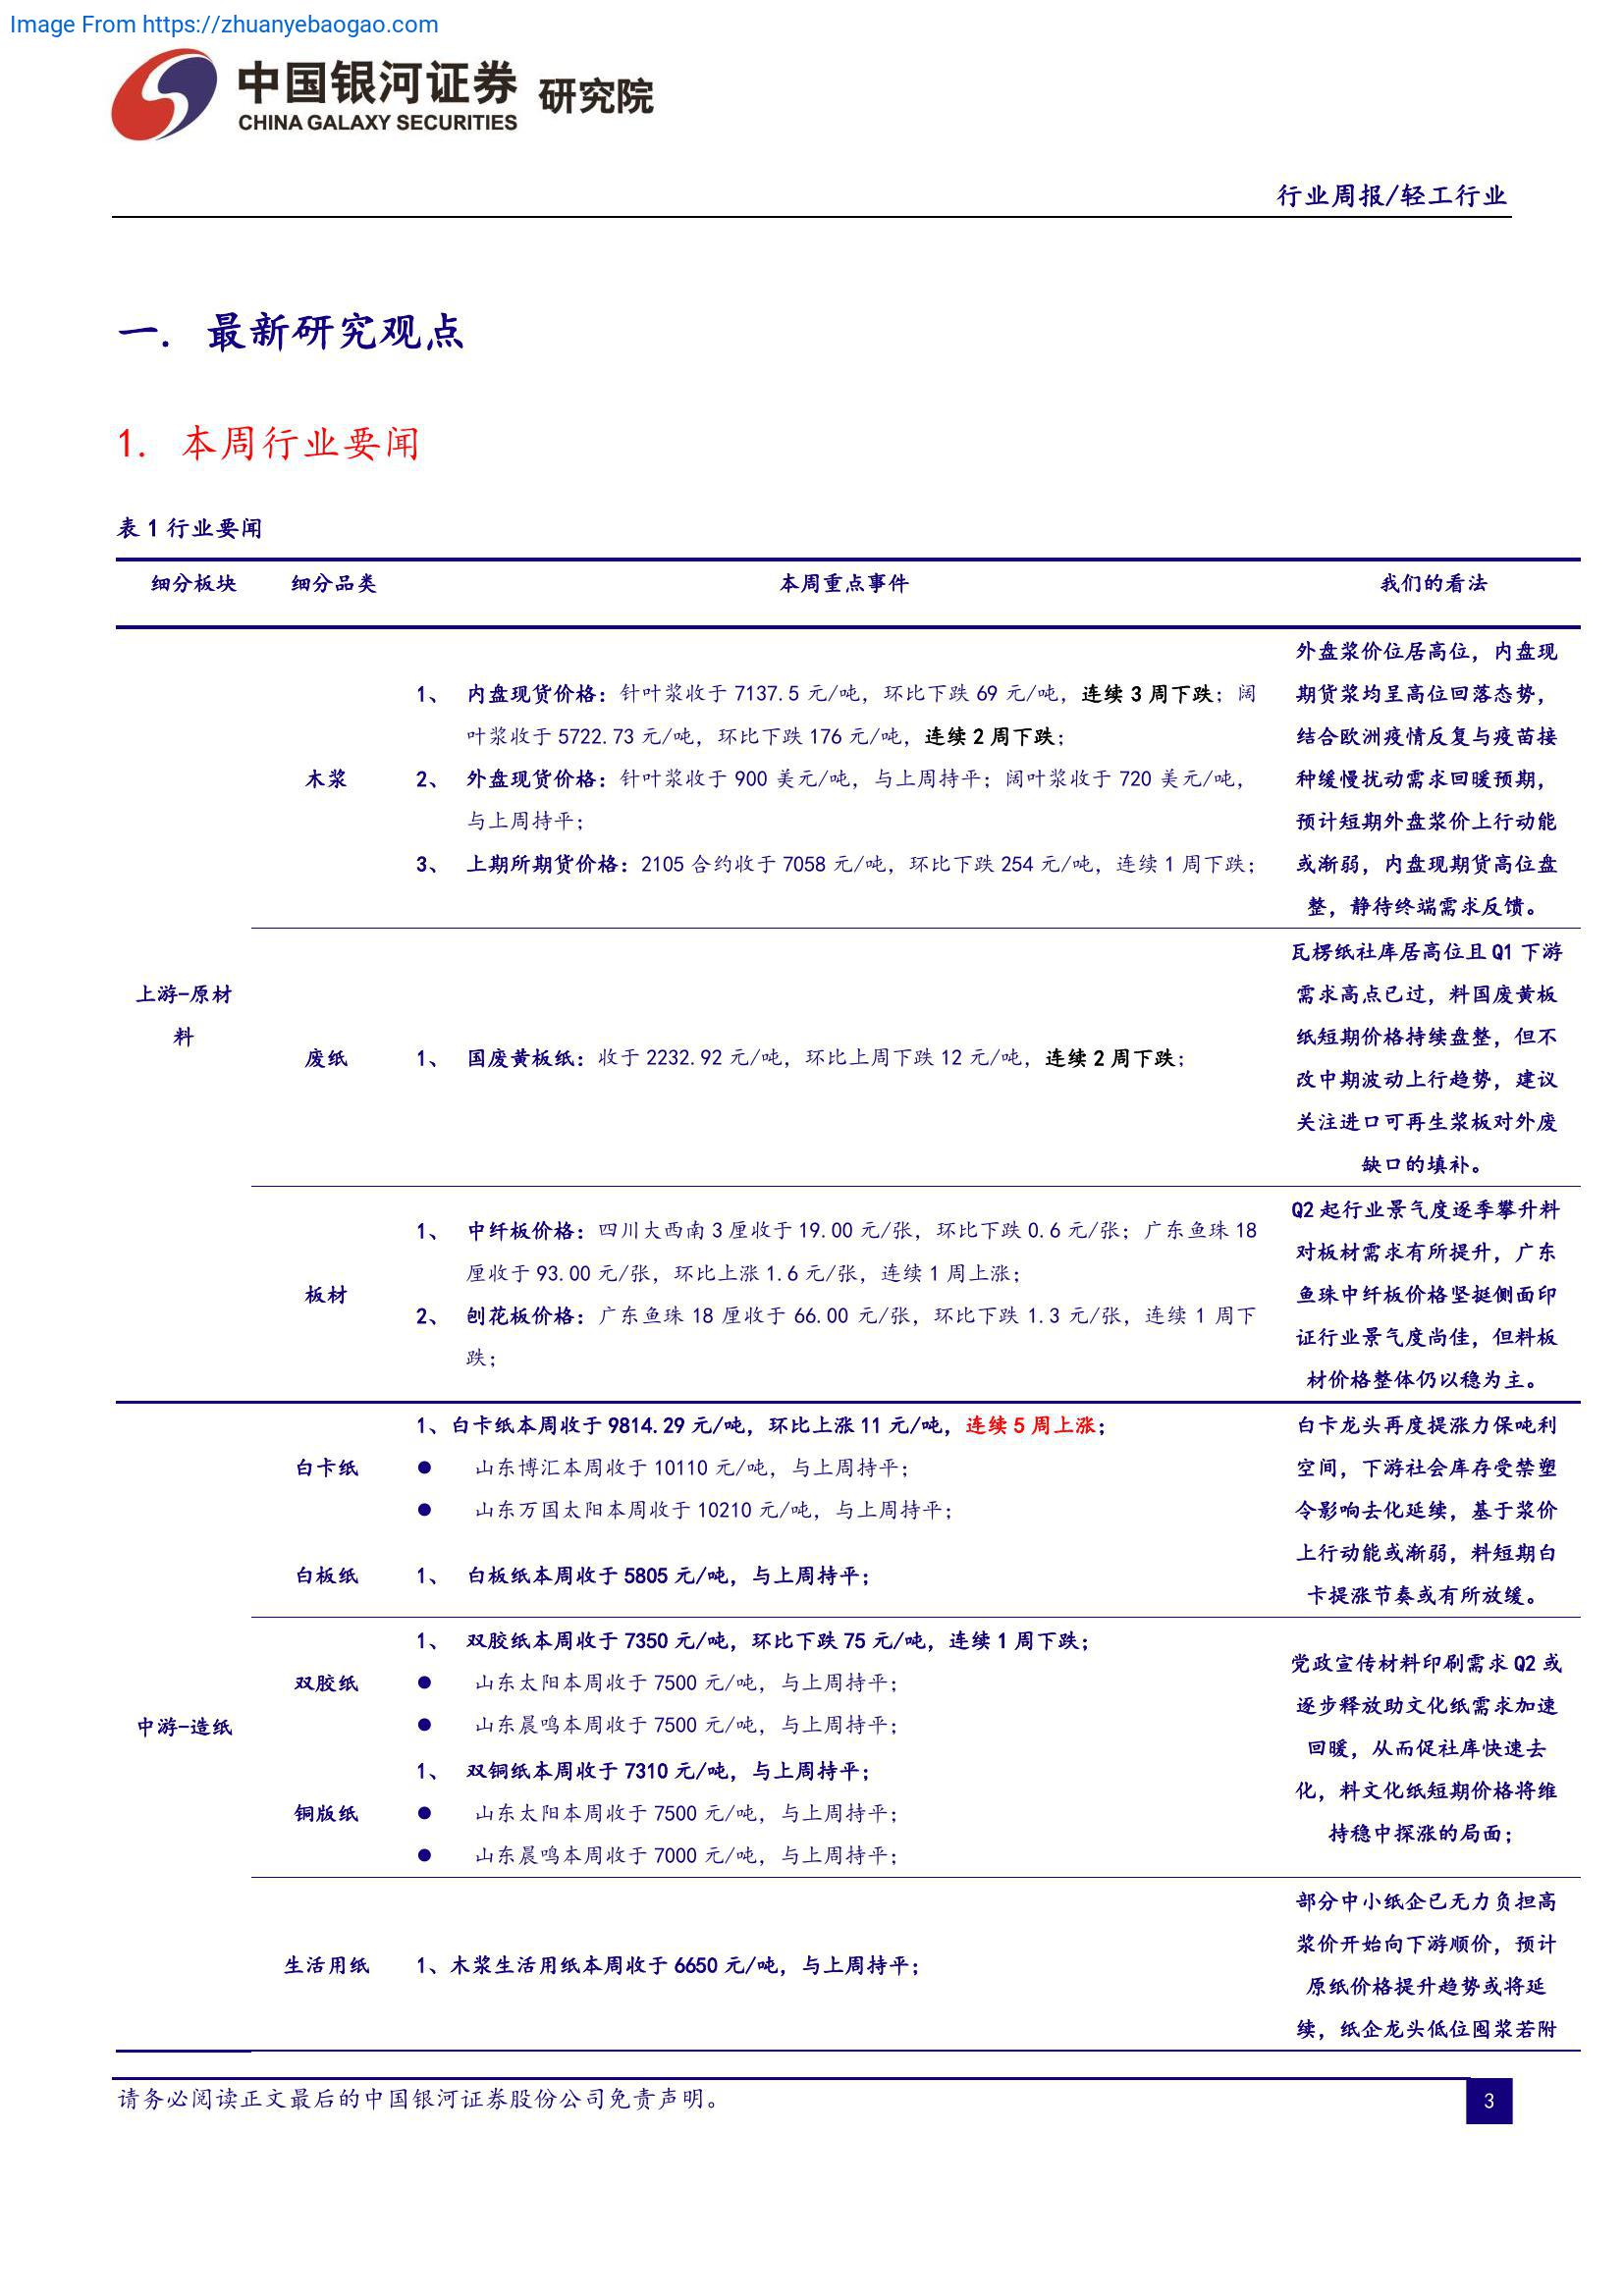 Image From https://zhuanyebaogao.com
中国银河证券 研究院
CHINA GALAXY SECURITIES
行业周报/轻工行业
一. 最新研究观点
1. 本周行业要闻
表 1 行业要闻
细分板块 细分品类 本周重点事件 我们的看法
上游-原材
料
木浆
1、 内盘现货价格：针叶浆收于 7137.5 元/吨，环比下跌 69 元/吨，连续 3 周下跌；阔
叶浆收于 5722.73 元/吨，环比下跌 176 元/吨，连续 2 周下跌；
2、 外盘现货价格：针叶浆收于 900 美元/吨，与上周持平；阔叶浆收于 720 美元/吨，
与上周持平；
3、 上期所期货价格：2105 合约收于 7058 元/吨，环比下跌 254 元/吨，连续 1 周下跌；
外盘浆价位居高位，内盘现
期货浆均呈高位回落态势，
结合欧洲疫情反复与疫苗接
种缓慢扰动需求回暖预期，
预计短期外盘浆价上行动能
或渐弱，内盘现期货高位盘
整，静待终端需求反馈。
废纸
1、 国废黄板纸：收于 2232.92 元/吨，环比上周下跌 12 元/吨，连续 2 周下跌；
瓦楞纸社库居高位且 Q1 下游
需求高点已过，料国废黄板
纸短期价格持续盘整，但不
改中期波动上行趋势，建议
关注进口可再生浆板对外废
缺口的填补。
板材
1、 中纤板价格：四川大西南 3 厘收于 19.00 元/张，环比下跌 0.6 元/张；广东鱼珠 18
厘收于 93.00 元/张，环比上涨 1.6 元/张，连续 1 周上涨；
2、 刨花板价格：广东鱼珠 18 厘收于 66.00 元/张，环比下跌 1.3 元/张，连续 1 周下
跌；
Q2 起行业景气度逐季攀升料
对板材需求有所提升，广东
鱼珠中纤板价格坚挺侧面印
证行业景气度尚佳，但料板
材价格整体仍以稳为主。
中游-造纸
白卡纸
1、白卡纸本周收于 9814.29 元/吨，环比上涨 11 元/吨，连续 5 周上涨；
● 山东博汇本周收于 10110 元/吨，与上周持平；
● 山东万国太阳本周收于 10210 元/吨，与上周持平；
白板纸
1、 白板纸本周收于 5805 元/吨，与上周持平；
白卡龙头再度提涨力保吨利
空间，下游社会库存受禁塑
令影响去化延续，基于浆价
上行动能或渐弱，料短期白
卡提涨节奏或有所放缓。
双胶纸
1、 双胶纸本周收于 7350 元/吨，环比下跌 75 元/吨，连续 1 周下跌；
● 山东太阳本周收于 7500 元/吨，与上周持平；
● 山东晨鸣本周收于 7500 元/吨，与上周持平；
铜版纸
1、 双铜纸本周收于 7310 元/吨，与上周持平；
● 山东太阳本周收于 7500 元/吨，与上周持平；
● 山东晨鸣本周收于 7000 元/吨，与上周持平；
党政宣传材料印刷需求 Q2 或
逐步释放助文化纸需求加速
回暖，从而促社库快速去
化，料文化纸短期价格将维
持稳中探涨的局面；
生活用纸
1、木浆生活用纸本周收于 6650 元/吨，与上周持平；
部分中小纸企已无力负担高
浆价开始向下游顺价，预计
原纸价格提升趋势或将延
续，纸企龙头低位囤浆若附
请务必阅读正文最后的中国银河证券股份公司免责声明。
3